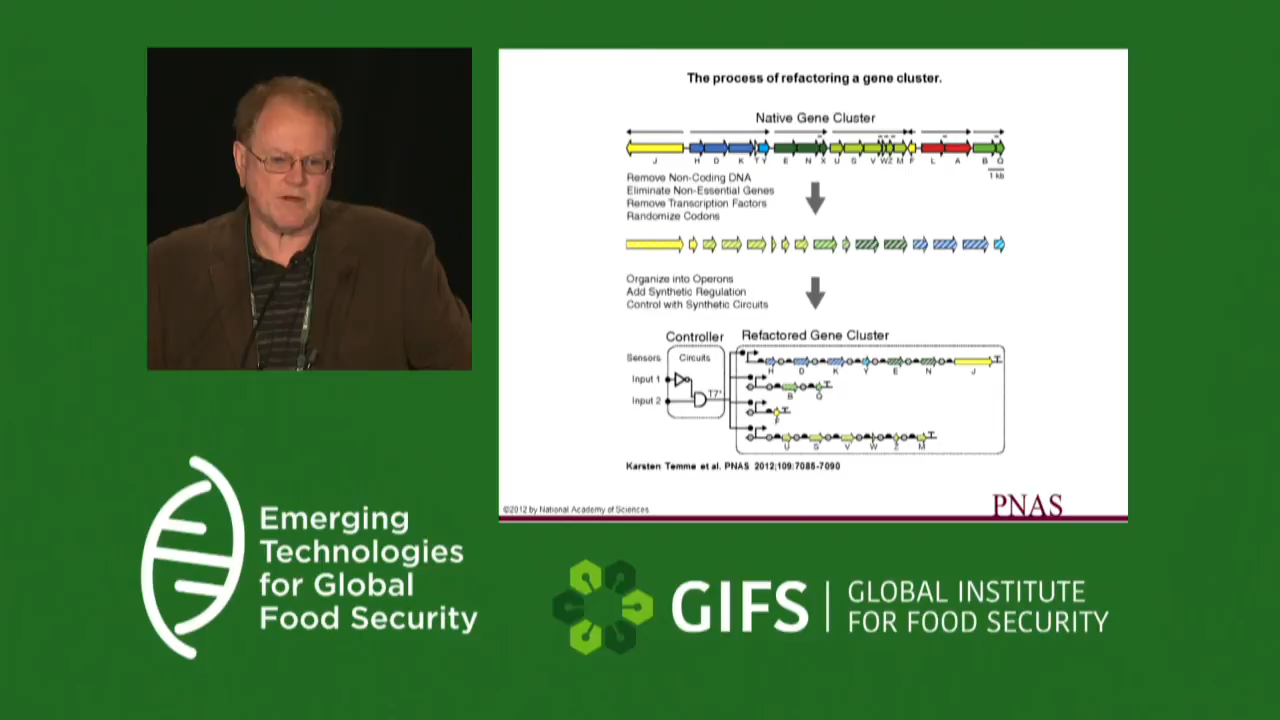 The process of refactoring a gene cluster.
Native Gene Cluster
J H D K T Y E N X U S V W Z M F L A B Q
1 kb
Remove Non-Coding DNA
Eliminate Non-Essential Genes
Remove Transcription Factors
Randomize Codons
Organize into Operons
Add Synthetic Regulation
Control with Synthetic Circuits
Controller
Refactored Gene Cluster
Sensors
Circuits
Input 1
Input 2
T7*
H D K Y E N J
B Q
F
U S V W Z M
Karsten Temme et al. PNAS 2012;109:7085-7090
©2012 by National Academy of Sciences
PNAS
Emerging
Technologies
for Global
Food Security
GIFS
GLOBAL INSTITUTE
FOR FOOD SECURITY